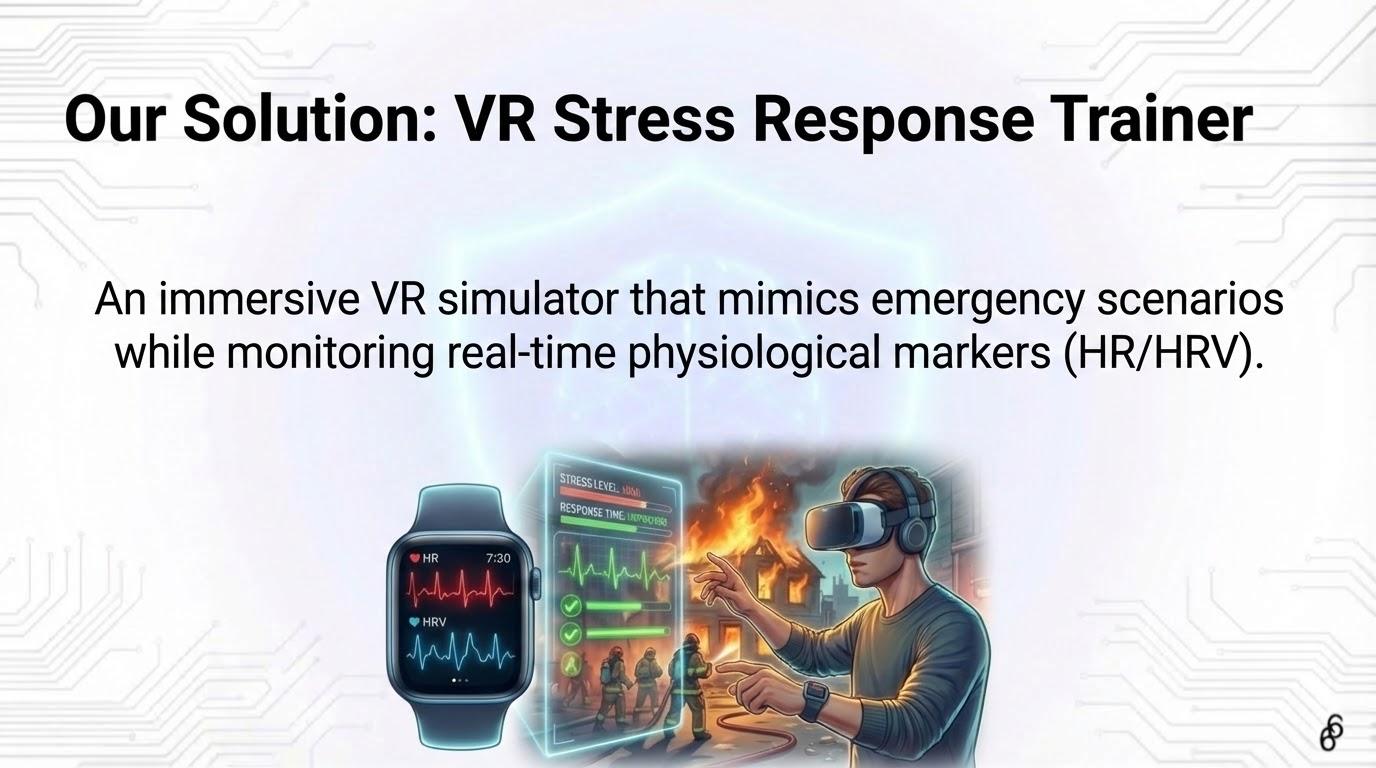 Our Solution: VR Stress Response Trainer
An immersive VR simulator that mimics emergency scenarios
while monitoring real-time physiological markers (HR/HRV).
STRESS LEVEL:
RESPONSE TIME:
HR 7:30
HRV